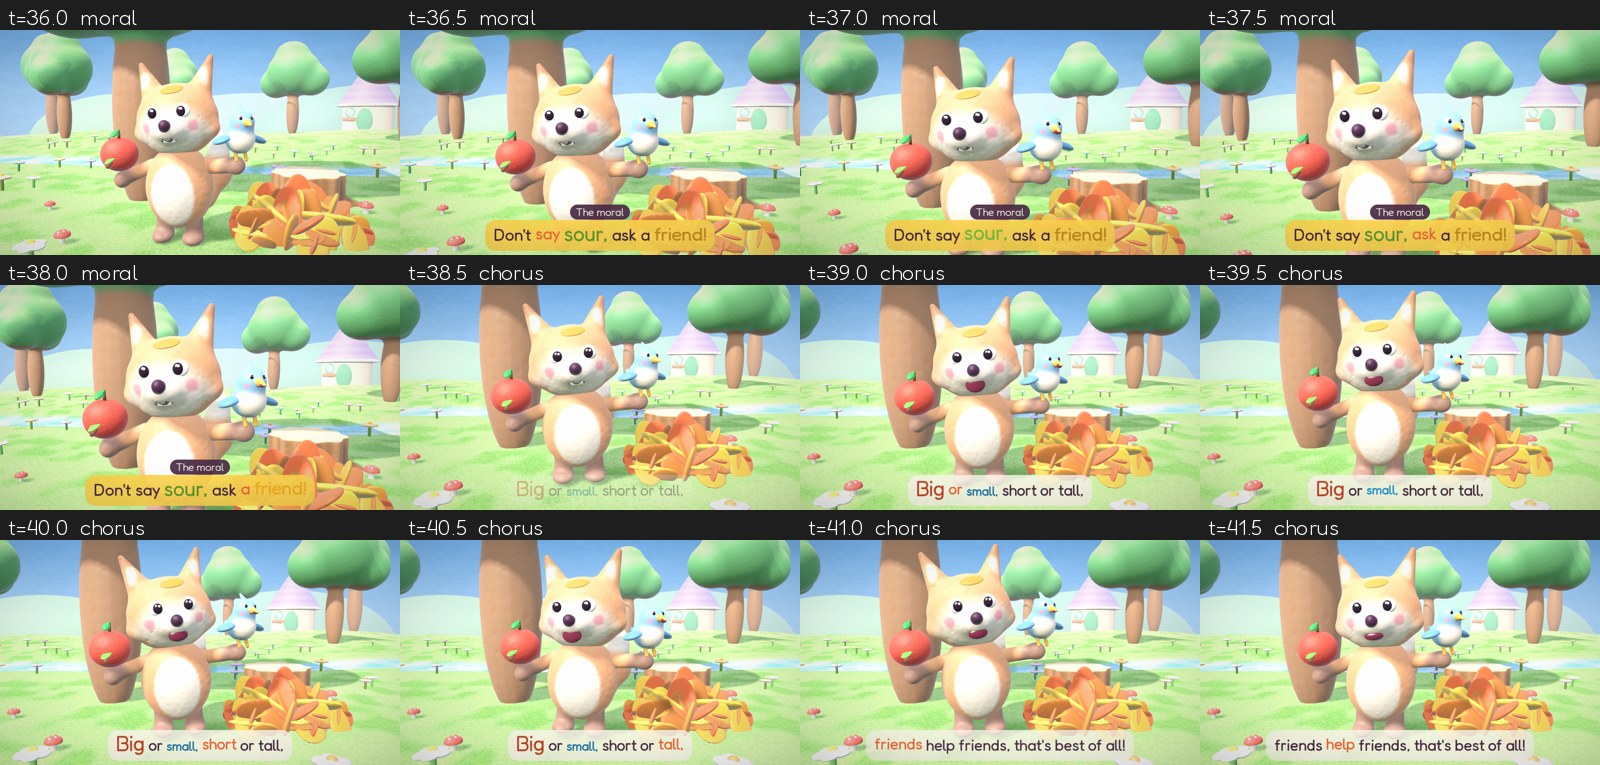 t=36.0 moral
t=36.5 moral
The moral
Don't say sour, ask a friend!
t=37.0 moral
The moral
Don't say sour, ask a friend!
t=37.5 moral
The moral
Don't say sour, ask a friend!
t=38.0 moral
The moral
Don't say sour, ask a friend!
t=38.5 chorus
Big or small, short or tall,
t=39.0 chorus
Big or small, short or tall,
t=39.5 chorus
Big or small, short or tall,
t=40.0 chorus
Big or small, short or tall,
t=40.5 chorus
Big or small, short or tall,
t=41.0 chorus
friends help friends, that's best of all!
t=41.5 chorus
friends help friends, that's best of all!